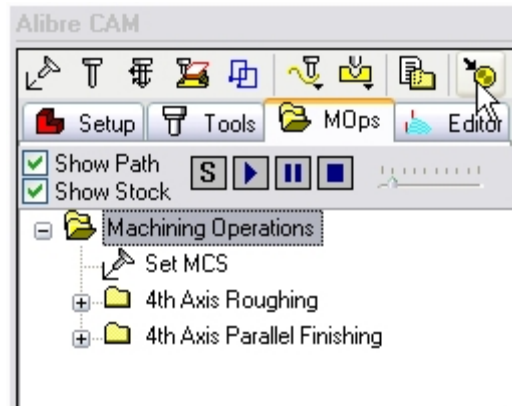 Alibre CAM
Setup Tools MOps Editor
Show Path
S
Show Stock
Machining Operations
Set MCS
4th Axis Roughing
4th Axis Parallel Finishing